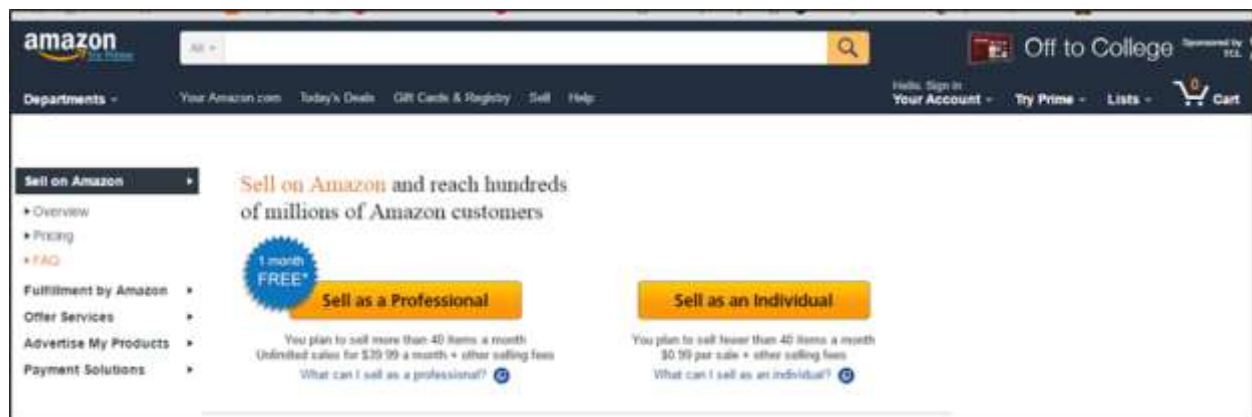 amazon
Try Prime
All
Off to College
Sponsored by
TCL
Departments
Your Amazon.com Today's Deals Gift Cards & Registry Sell Help
Hello. Sign in
Your Account
Try Prime
Lists
0
Cart
Sell on Amazon
Overview
Pricing
FAQ
Fulfillment by Amazon
Offer Services
Advertise My Products
Payment Solutions
Sell on Amazon and reach hundreds
of millions of Amazon customers
1 month
FREE*
Sell as a Professional
You plan to sell more than 40 items a month
Unlimited sales for $39.99 a month + other selling fees
What can I sell as a professional?
Sell as an Individual
You plan to sell fewer than 40 items a month
$0.99 per sale + other selling fees
What can I sell as an individual?